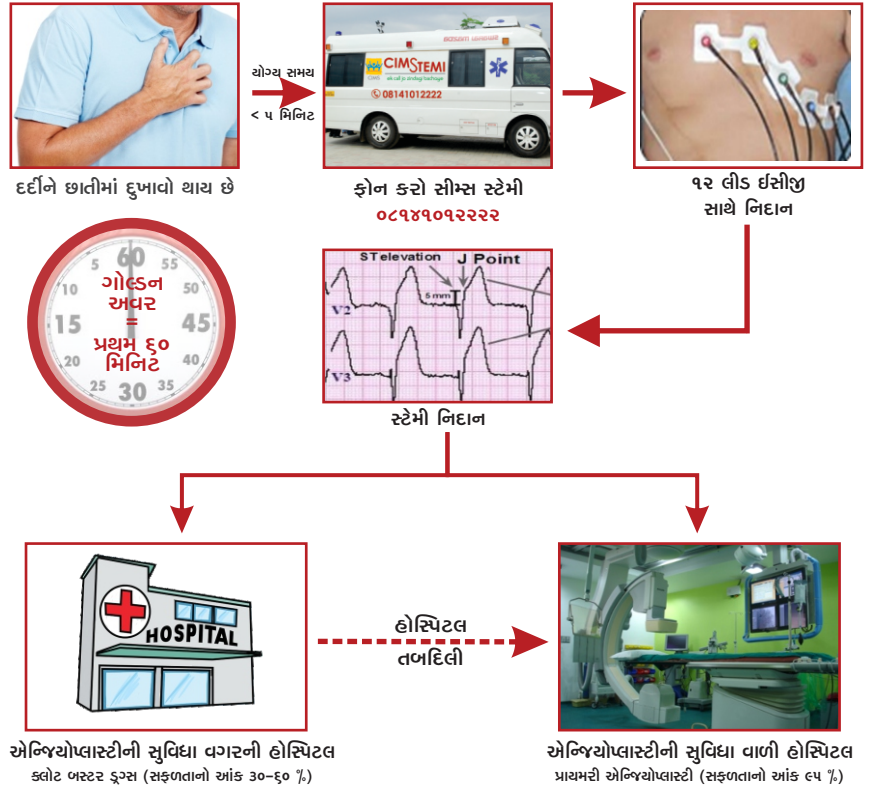 યોગ્ય સમય
< ૫ મિનિટ
CIMS
CIMSTEMI
08141012222
દર્દીને છાતીમાં દુખાવો થાય છે
ફોન કરો સીમ્સ સ્ટેમી
૦૮૧૪૧૦૧૨૨૨૨
૧૨ લીડ ઈસીજી
સાથે નિદાન
60
5 55
10 50
15 45
20 40
25 35
30
ગોલ્ડન
અવર
=
પ્રથમ ૬૦
મિનિટ
ST elevation J Point
5 mm
V2
V3
સ્ટેમી નિદાન
HOSPITAL
હોસ્પિટલ
તબદિલી
એન્જિયોપ્લાસ્ટીની સુવિધા વગરની હોસ્પિટલ
ક્લોટ બસ્ટર ડ્રગ્સ (સફળતાનો આંક ૩૦-૬૦ %)
એન્જિયોપ્લાસ્ટીની સુવિધા વાળી હોસ્પિટલ
પ્રાયમરી એન્જિયોપ્લાસ્ટી (સફળતાનો આંક ૯૫ %)